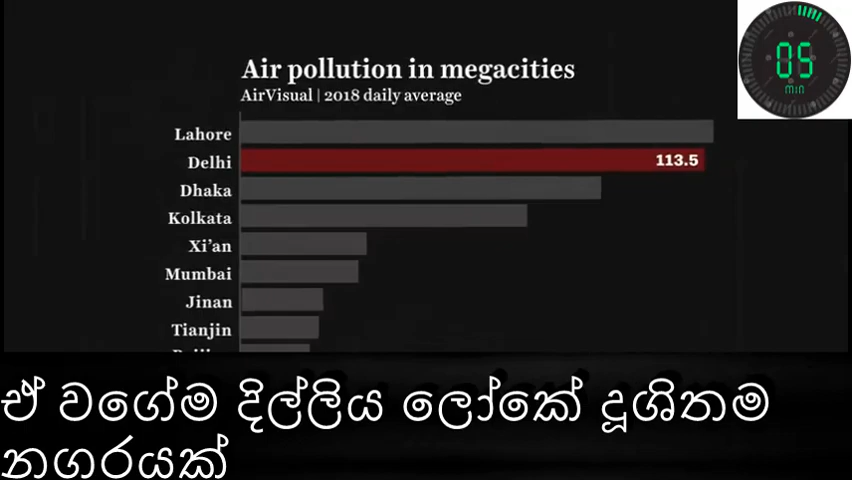 Air pollution in megacities
AirVisual | 2018 daily average
05
min
Lahore
Delhi 113.5
Dhaka
Kolkata
Xi'an
Mumbai
Jinan
Tianjin
ඒ වගේම දිල්ලිය ලෝකේ දූශිතම
නගරයක්